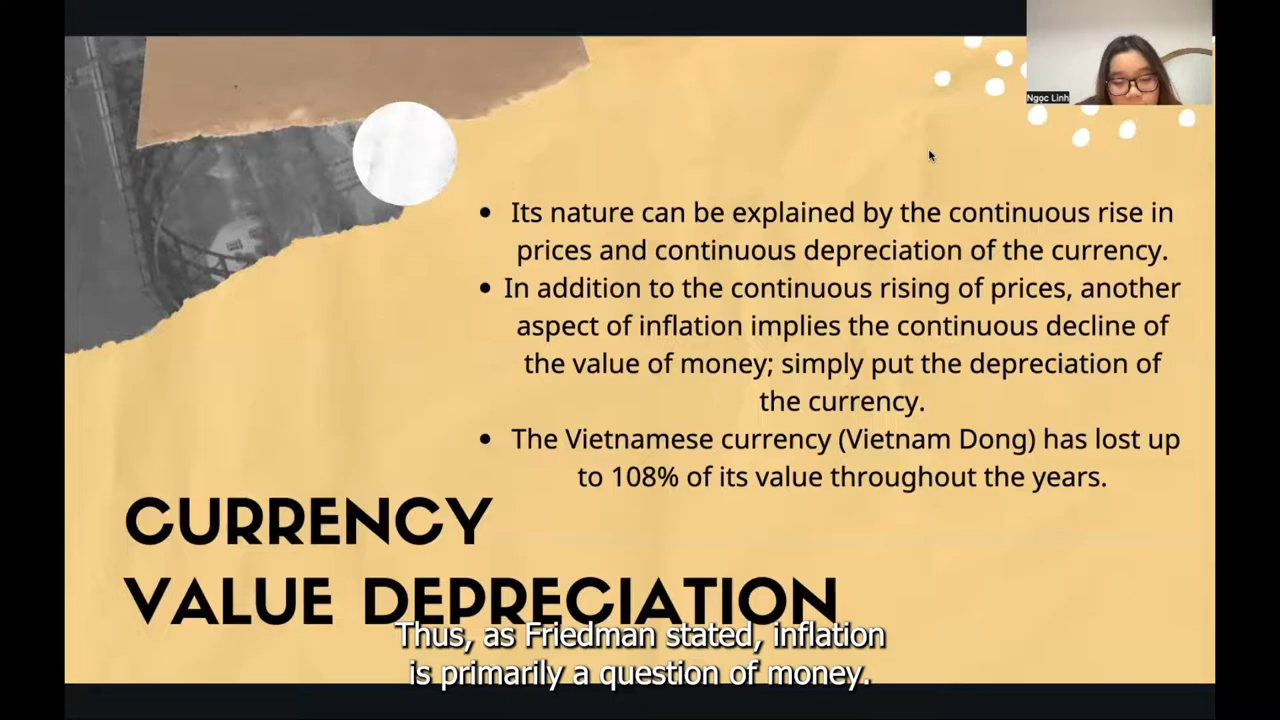 Ngoc Linh
• Its nature can be explained by the continuous rise in
prices and continuous depreciation of the currency.
• In addition to the continuous rising of prices, another
aspect of inflation implies the continuous decline of
the value of money; simply put the depreciation of
the currency.
• The Vietnamese currency (Vietnam Dong) has lost up
to 108% of its value throughout the years.
CURRENCY
VALUE DEPRECIATION
Thus, as Friedman stated, inflation
is primarily a question of money.